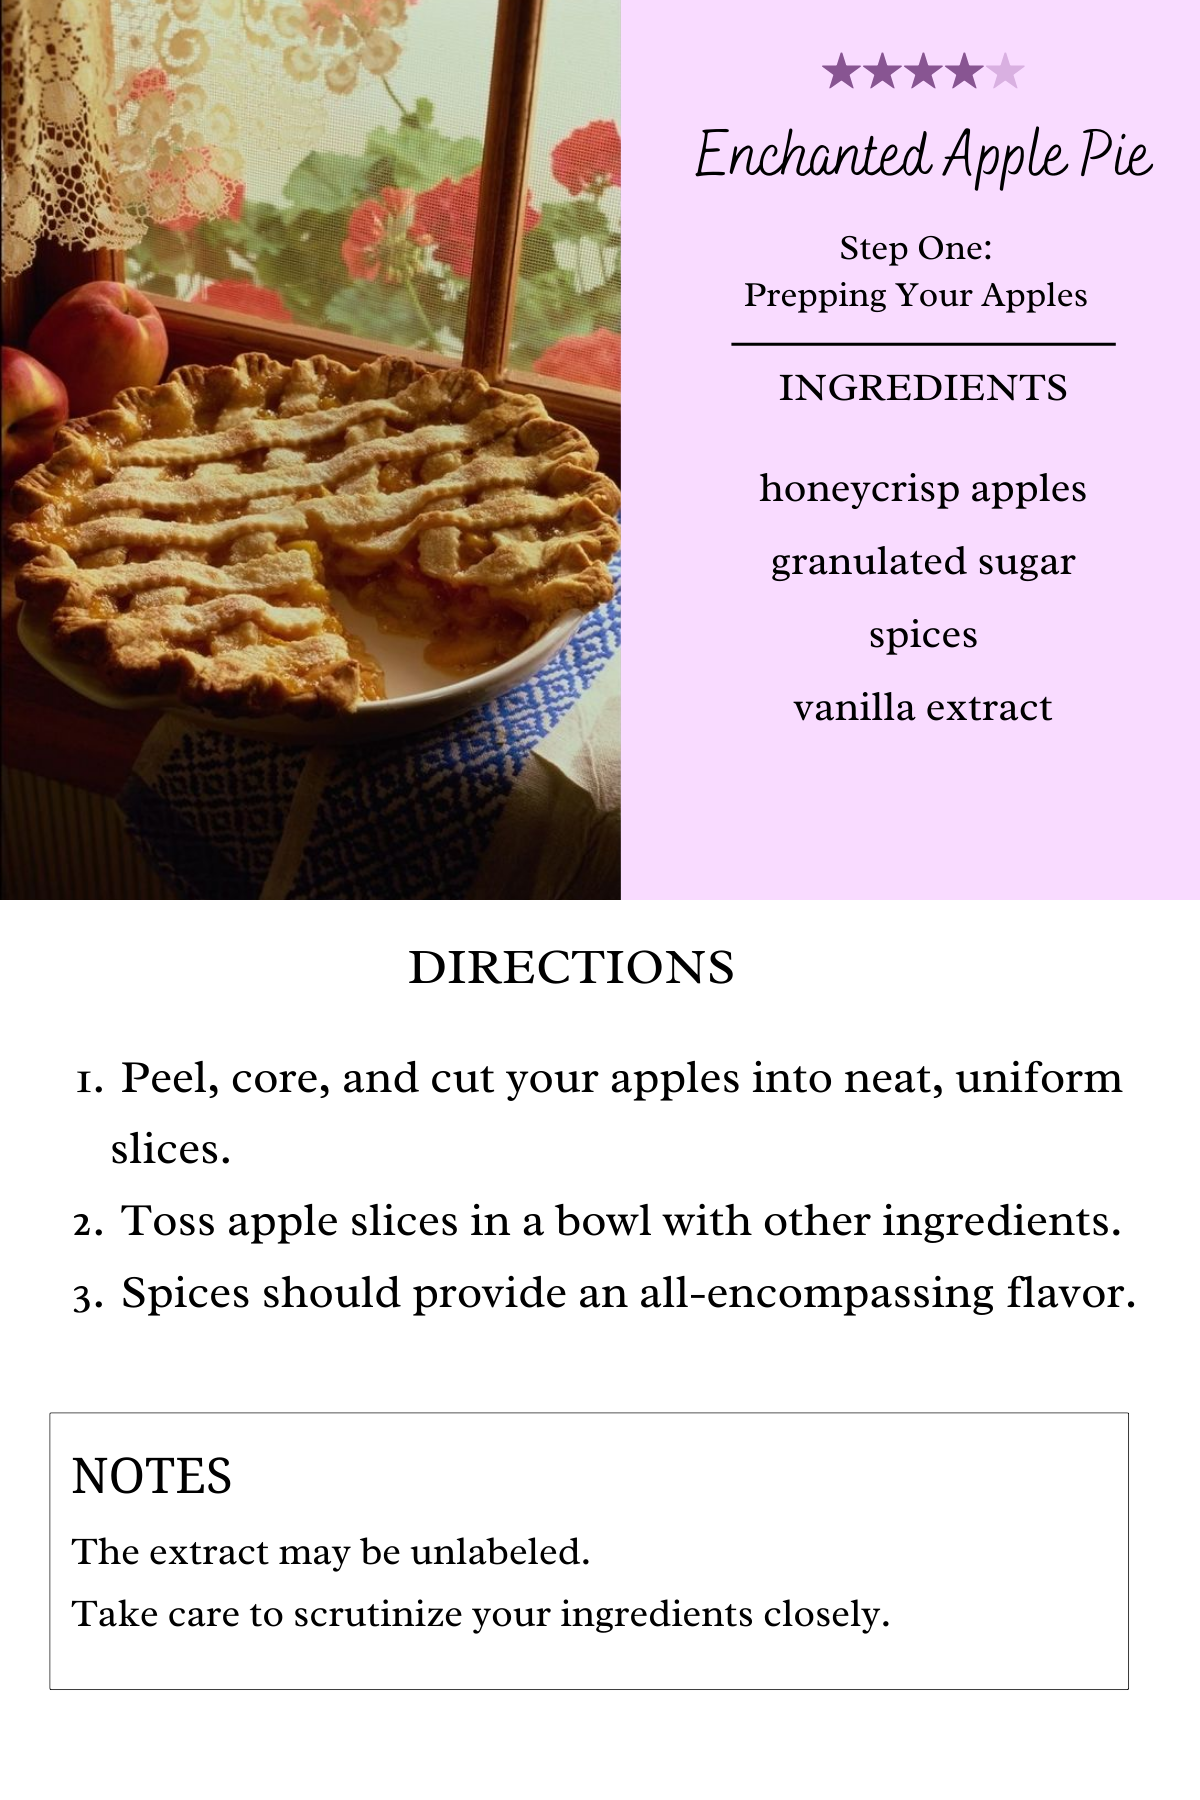 Enchanted Apple Pie
Step One:
Prepping Your Apples
INGREDIENTS
honeycrisp apples
granulated sugar
spices
vanilla extract
DIRECTIONS
1. Peel, core, and cut your apples into neat, uniform
slices.
2. Toss apple slices in a bowl with other ingredients.
3. Spices should provide an all-encompassing flavor.
NOTES
The extract may be unlabeled.
Take care to scrutinize your ingredients closely.